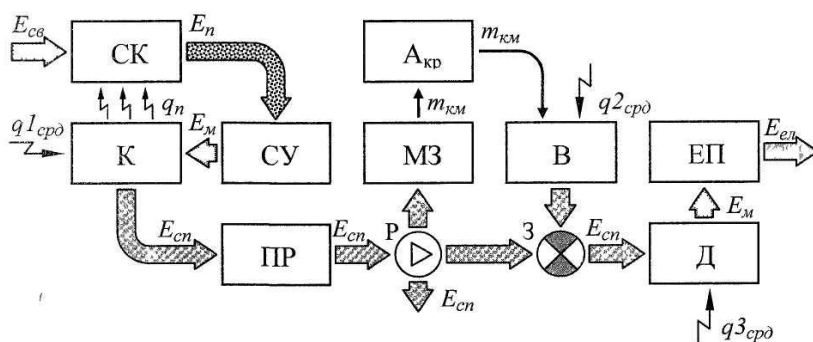 E_св
СК
E_п
А_кр
m_км
q_п
E_м
q1_срд
К
СУ
m_км
МЗ
q2_срд
В
ЕП
E_ел
E_сп
ПР
E_сп
Р
E_сп
З
E_сп
E_м
Д
q3_срд